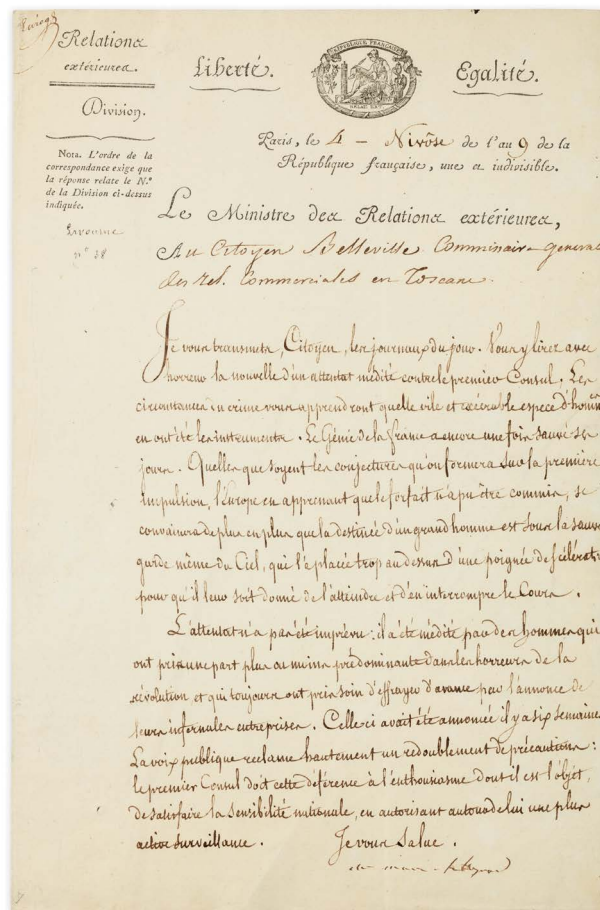 Relations
extérieures.
Division.
Nota. L'ordre de la
correspondance exige que
la réponse relate le N.°
de la Division ci-dessus
indiquée.
Livourne
n° 38
Liberté.
RÉPUBLIQUE FRANÇAISE
Egalité.
Paris, le 4 - Nivôse de l'an 9 de la
République française, une et indivisible.
Le Ministre des Relations extérieures,
Au Citoyen Belleville Commissaire general
des rel. Commerciales en Toscane.
Je vous transmets, Citoyen, les journaux du jour. Vous y lirez avec
horreur la nouvelle d'un attentat médité contre le premier Consul. Les
circonstances du crime vous apprendront quelle vile et exécrable espece d'hommes
en ont été les instruments. Le Génie de la france a encore une fois sauvé ses
jours. Quelles que soyent les conjectures qu'on formera sur la première
impulsion, l'Europe en apprenant que le forfait n'a pu être commis, se
convaincra de plus en plus que la destinée d'un grand homme est sous la sauve
garde même du Ciel, qui l'a placée trop au dessus d'une poignée de scélérats
pour qu'il leur soit donné de l'atteindre et d'en interrompre le Cours.
L'attentat n'a pas été imprévu : il a été médité par des hommes qui
ont pris une part plus ou moins prédominante dans les horreurs de la
révolution et qui toujours ont pris soin d'effrayer d'avance par l'annonce de
leurs infernales entreprises. Celle ci avait été annoncée il y a six semaines
La voix publique reclame hautement un redoublement de précautions :
le premier Consul doit cette déférence à l'enthousiasme dont il est l'objet,
de satisfaire la sensibilité nationale, en autorisant autour de lui une plus
active surveillance. Je vous salue.